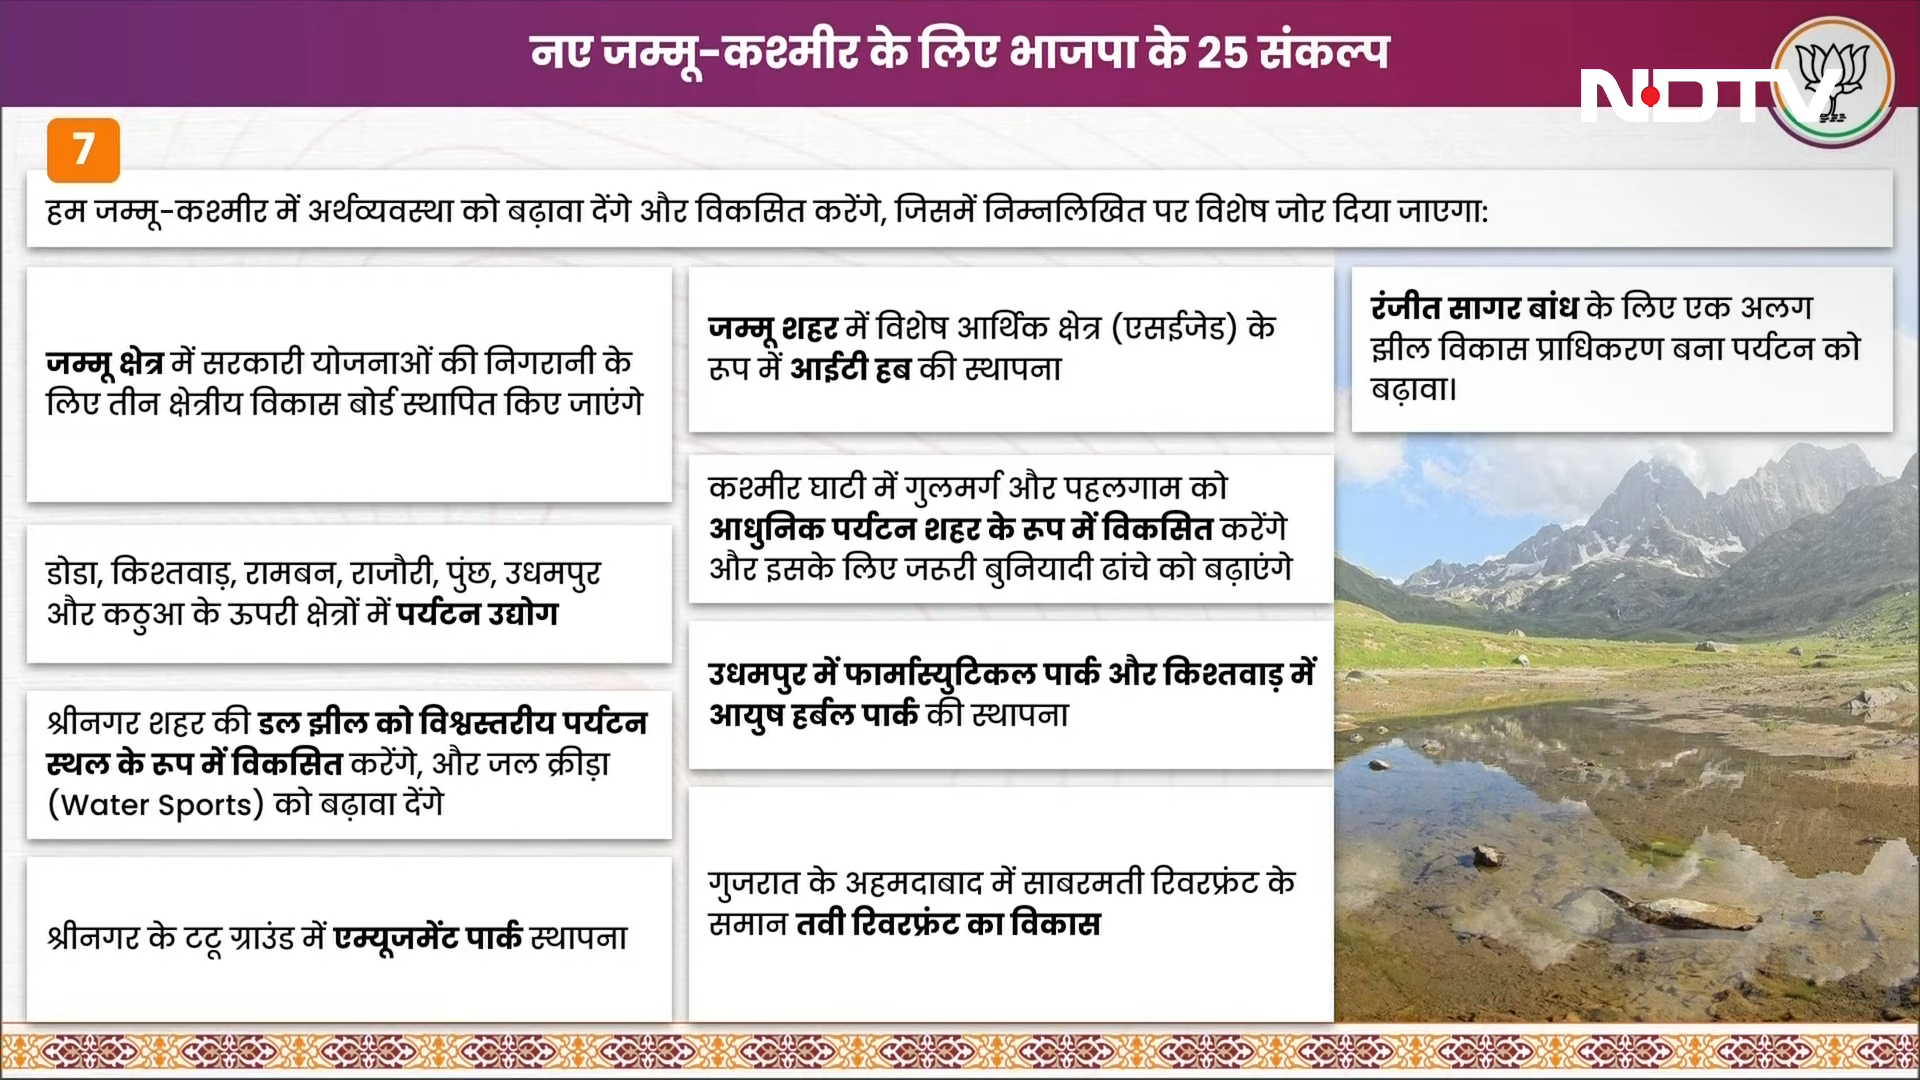 नए जम्मू-कश्मीर के लिए भाजपा के 25 संकल्प
NDTV
7
हम जम्मू-कश्मीर में अर्थव्यवस्था को बढ़ावा देंगे और विकसित करेंगे, जिसमें निम्नलिखित पर विशेष जोर दिया जाएगा:
जम्मू क्षेत्र में सरकारी योजनाओं की निगरानी के
लिए तीन क्षेत्रीय विकास बोर्ड स्थापित किए जाएंगे
डोडा, किश्तवाड़, रामबन, राजौरी, पुंछ, उधमपुर
और कठुआ के ऊपरी क्षेत्रों में पर्यटन उद्योग
श्रीनगर शहर की डल झील को विश्वस्तरीय पर्यटन
स्थल के रूप में विकसित करेंगे, और जल क्रीड़ा
(Water Sports) को बढ़ावा देंगे
श्रीनगर के टटू ग्राउंड में एम्यूजमेंट पार्क स्थापना
जम्मू शहर में विशेष आर्थिक क्षेत्र (एसईजेड) के
रूप में आईटी हब की स्थापना
कश्मीर घाटी में गुलमर्ग और पहलगाम को
आधुनिक पर्यटन शहर के रूप में विकसित करेंगे
और इसके लिए जरूरी बुनियादी ढांचे को बढ़ाएंगे
उधमपुर में फार्मास्युटिकल पार्क और किश्तवाड़ में
आयुष हर्बल पार्क की स्थापना
गुजरात के अहमदाबाद में साबरमती रिवरफ्रंट के
समान तवी रिवरफ्रंट का विकास
रंजीत सागर बांध के लिए एक अलग
झील विकास प्राधिकरण बना पर्यटन को
बढ़ावा।